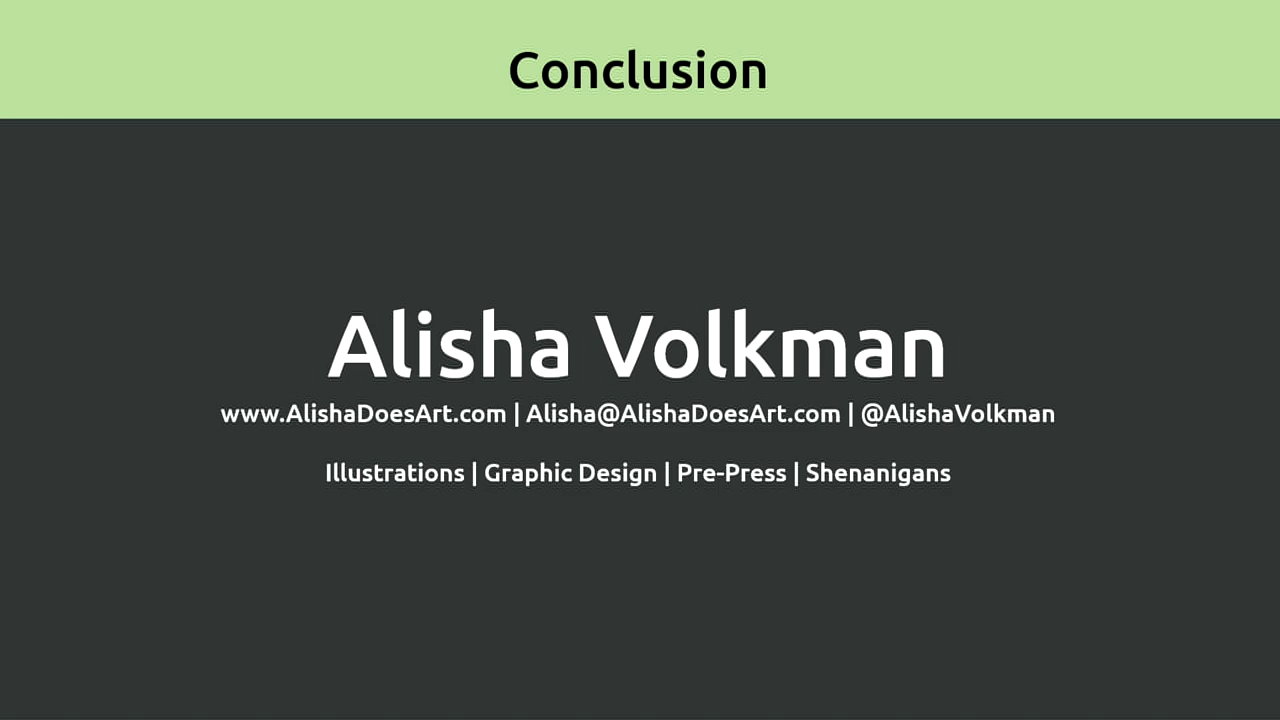 Conclusion
Alisha Volkman
www.AlishaDoesArt.com | Alisha@AlishaDoesArt.com | @AlishaVolkman
Illustrations | Graphic Design | Pre-Press | Shenanigans